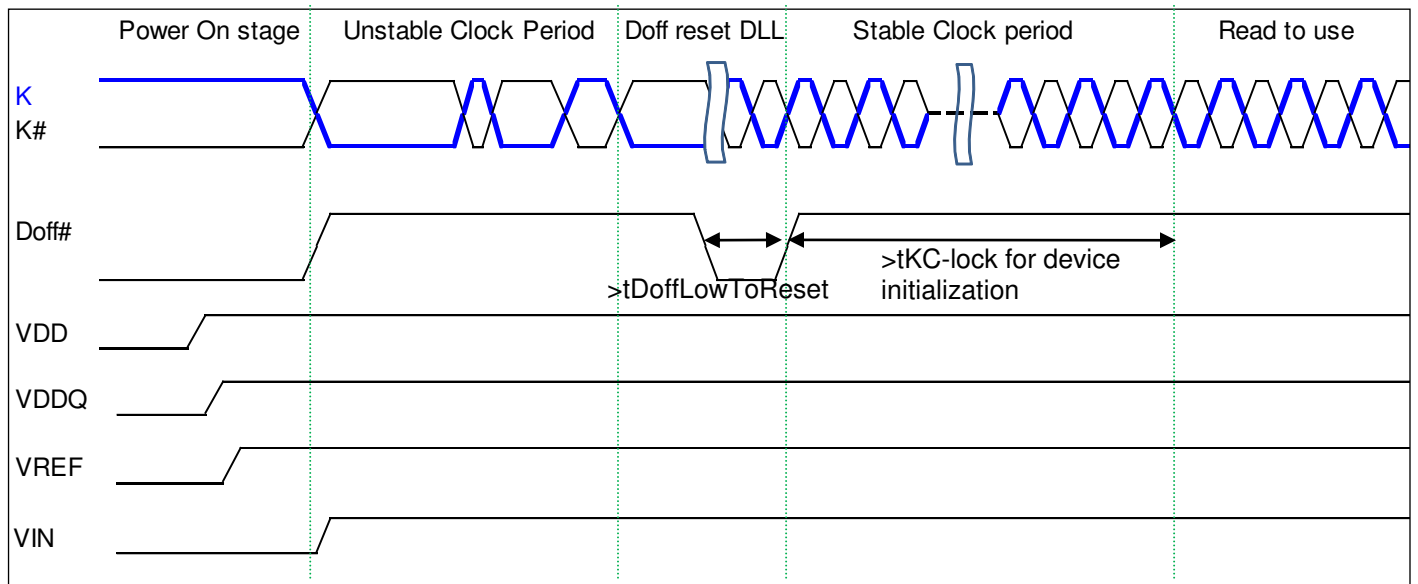 Power On stage
Unstable Clock Period
Doff reset DLL
Stable Clock period
Read to use
K
K#
Doff#
>tDoffLowToReset
>tKC-lock for device
initialization
VDD
VDDQ
VREF
VIN